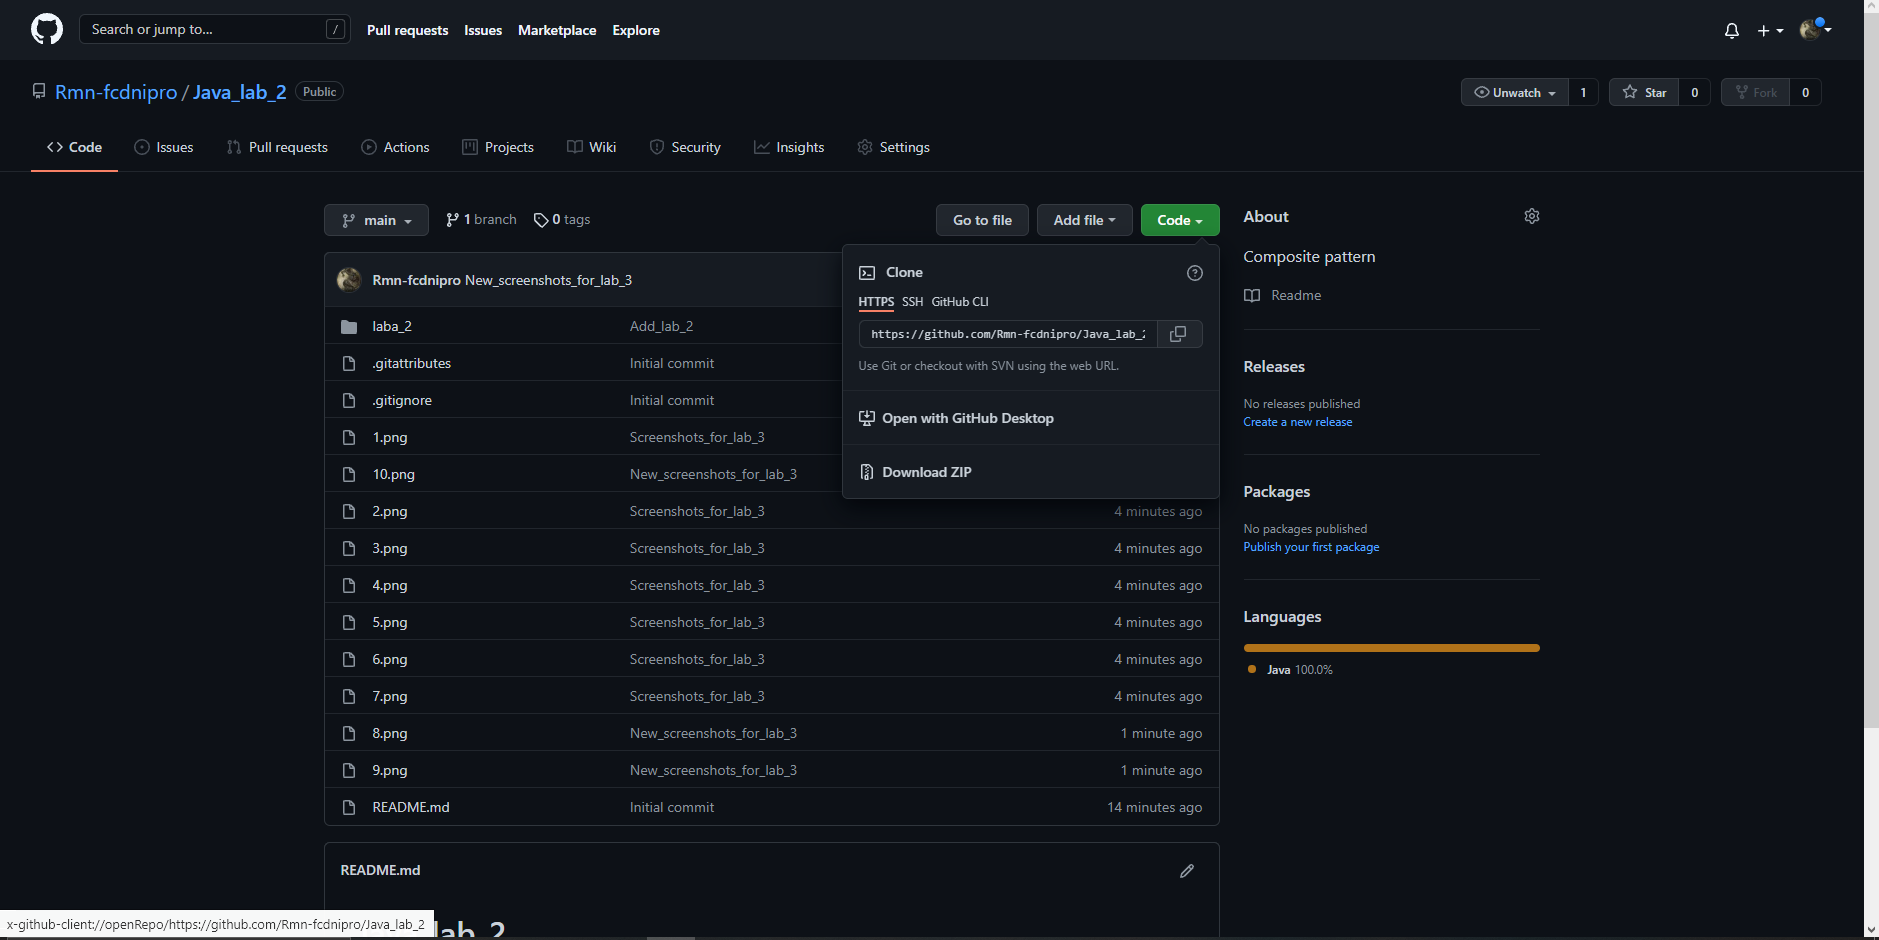 Search or jump to... /
Pull requests Issues Marketplace Explore
Rmn-fcdnipro / Java_lab_2 Public
Unwatch 1 Star 0 Fork 0
Code Issues Pull requests Actions Projects Wiki Security Insights Settings
main 1 branch 0 tags
Go to file Add file Code
Rmn-fcdnipro New_screenshots_for_lab_3
laba_2 Add_lab_2
.gitattributes Initial commit
.gitignore Initial commit
1.png Screenshots_for_lab_3
10.png New_screenshots_for_lab_3
2.png Screenshots_for_lab_3 4 minutes ago
3.png Screenshots_for_lab_3 4 minutes ago
4.png Screenshots_for_lab_3 4 minutes ago
5.png Screenshots_for_lab_3 4 minutes ago
6.png Screenshots_for_lab_3 4 minutes ago
7.png Screenshots_for_lab_3 4 minutes ago
8.png New_screenshots_for_lab_3 1 minute ago
9.png New_screenshots_for_lab_3 1 minute ago
README.md Initial commit 14 minutes ago
Clone
HTTPS SSH GitHub CLI
https://github.com/Rmn-fcdnipro/Java_lab_2
Use Git or checkout with SVN using the web URL.
Open with GitHub Desktop
Download ZIP
README.md
lab_2
About
Composite pattern
Readme
Releases
No releases published
Create a new release
Packages
No packages published
Publish your first package
Languages
Java 100.0%
x-github-client://openRepo/https://github.com/Rmn-fcdnipro/Java_lab_2